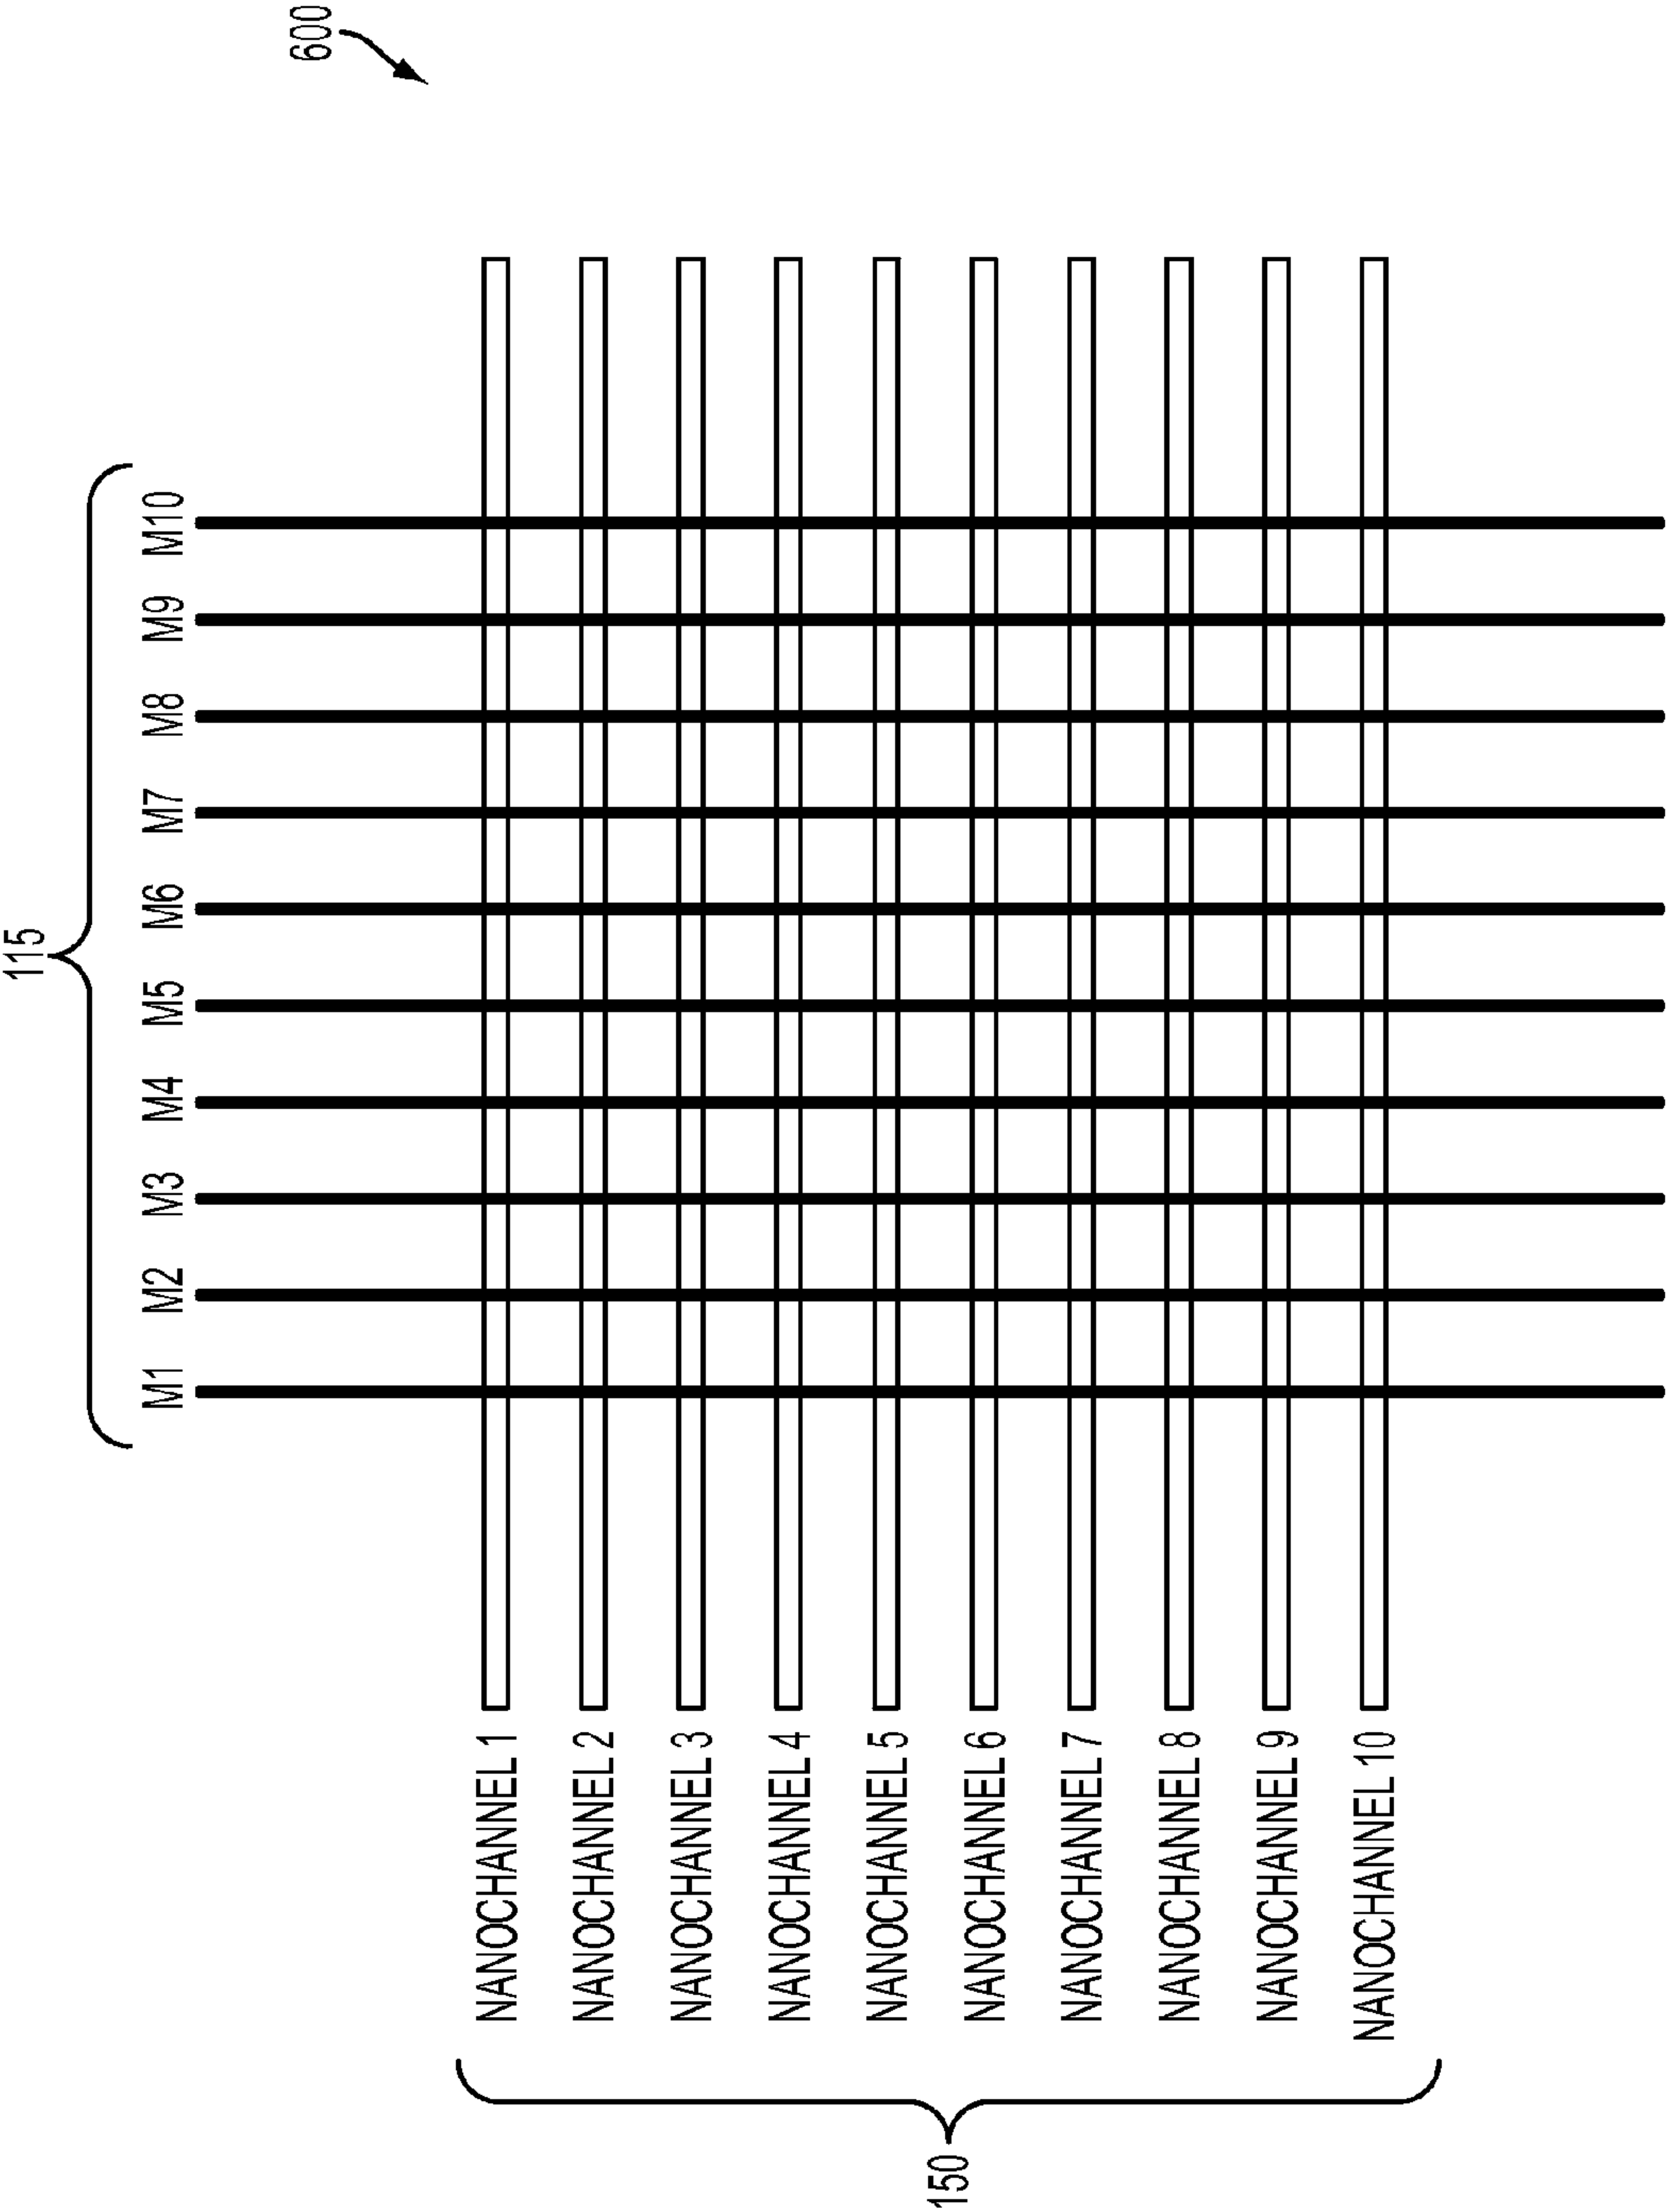 115
M1 M2 M3 M4 M5 M6 M7 M8 M9 M10
600
NANOCHANNEL 1
NANOCHANNEL 2
NANOCHANNEL 3
NANOCHANNEL 4
NANOCHANNEL 5
150
NANOCHANNEL 6
NANOCHANNEL 7
NANOCHANNEL 8
NANOCHANNEL 9
NANOCHANNEL 10